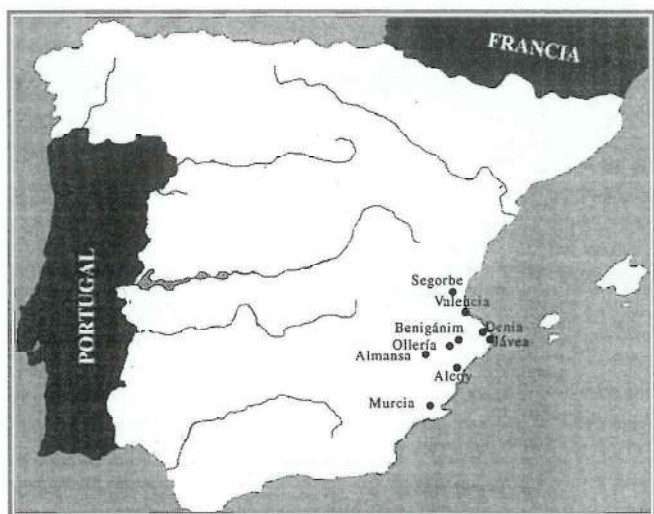 FRANCIA
PORTUGAL
Segorbe
Valencia
Benigánim
Denia
Ollería
Jávea
Almansa
Alcoy
Murcia